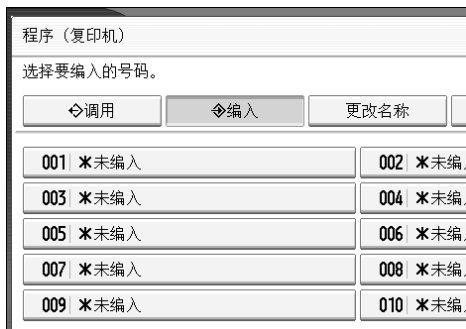 程序（复印机）
选择要编入的号码。
调用 编入 更改名称
001 未编入 002 未编
003 未编入 004 未编
005 未编入 006 未编
007 未编入 008 未编
009 未编入 010 未编